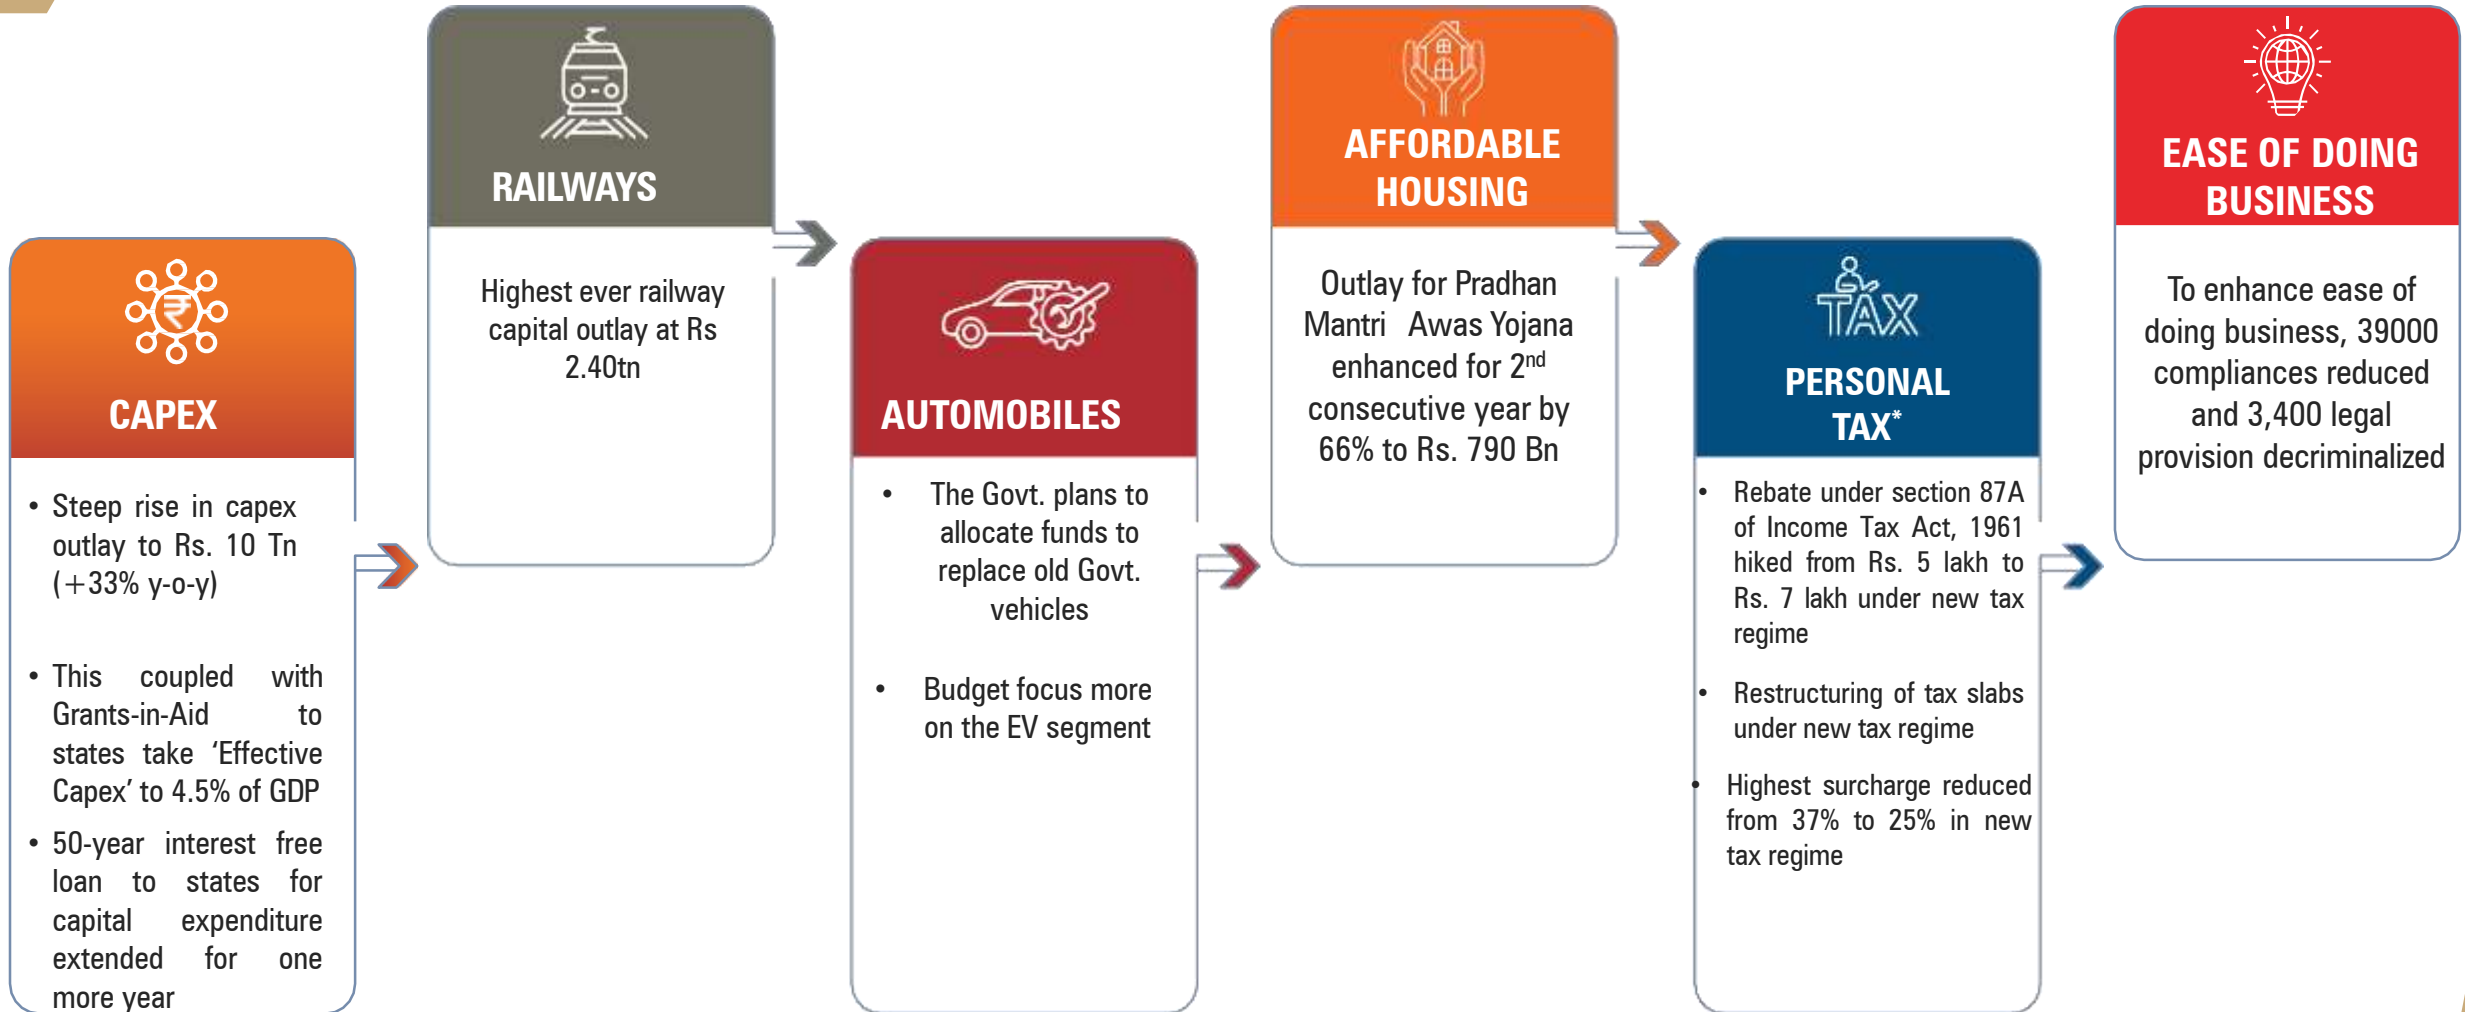 CAPEX
• Steep rise in capex
outlay to Rs. 10 Tn
(+33% y-o-y)
• This coupled with
Grants-in-Aid to
states take ‘Effective
Capex’ to 4.5% of GDP
• 50-year interest free
loan to states for
capital expenditure
extended for one
more year
RAILWAYS
Highest ever railway
capital outlay at Rs
2.40tn
AUTOMOBILES
• The Govt. plans to
allocate funds to
replace old Govt.
vehicles
• Budget focus more
on the EV segment
AFFORDABLE
HOUSING
Outlay for Pradhan
Mantri Awas Yojana
enhanced for 2nd
consecutive year by
66% to Rs. 790 Bn
TAX
PERSONAL
TAX*
• Rebate under section 87A
of Income Tax Act, 1961
hiked from Rs. 5 lakh to
Rs. 7 lakh under new tax
regime
• Restructuring of tax slabs
under new tax regime
• Highest surcharge reduced
from 37% to 25% in new
tax regime
EASE OF DOING
BUSINESS
To enhance ease of
doing business, 39000
compliances reduced
and 3,400 legal
provision decriminalized